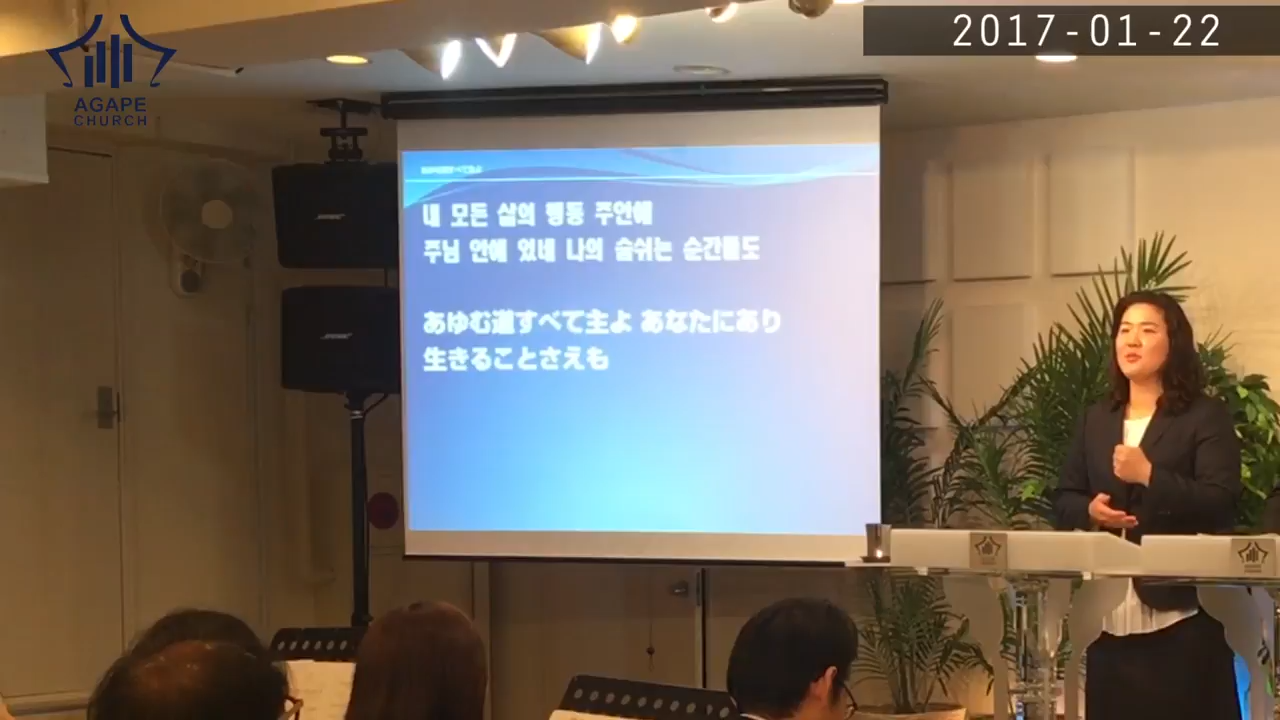 2017-01-22
AGAPE
CHURCH
내 모든 삶의 행동 주안에
주님 안에 있네 나의 숨쉬는 순간들도
あゆむ道すべて主よ あなたにあり
生きることさえも